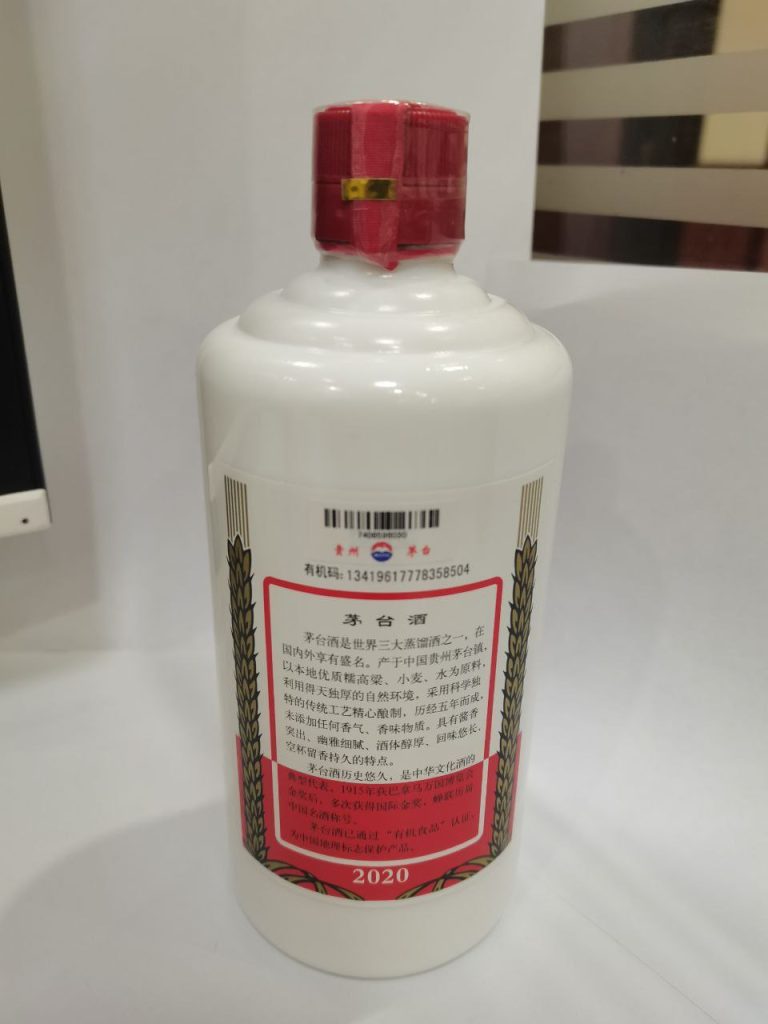 贵州 茅台
有机码:13419617778358504
茅台酒
茅台酒是世界三大蒸馏酒之一，在
国内外享有盛名。产于中国贵州茅台镇，
以本地优质糯高粱、小麦、水为原料，
利用得天独厚的自然环境，采用科学独
特的传统工艺精心酿制，历经五年而成，
未添加任何香气、香味物质。具有酱香
突出、幽雅细腻、酒体醇厚、回味悠长、
空杯留香持久的特点。
茅台酒历史悠久，是中华文化酒的
典型代表，1915年获巴拿马万国博览会
金奖后，多次获得国际金奖，蝉联历届
中国名酒称号。
茅台酒已通过“有机食品”认证，
为中国地理标志保护产品。
2020